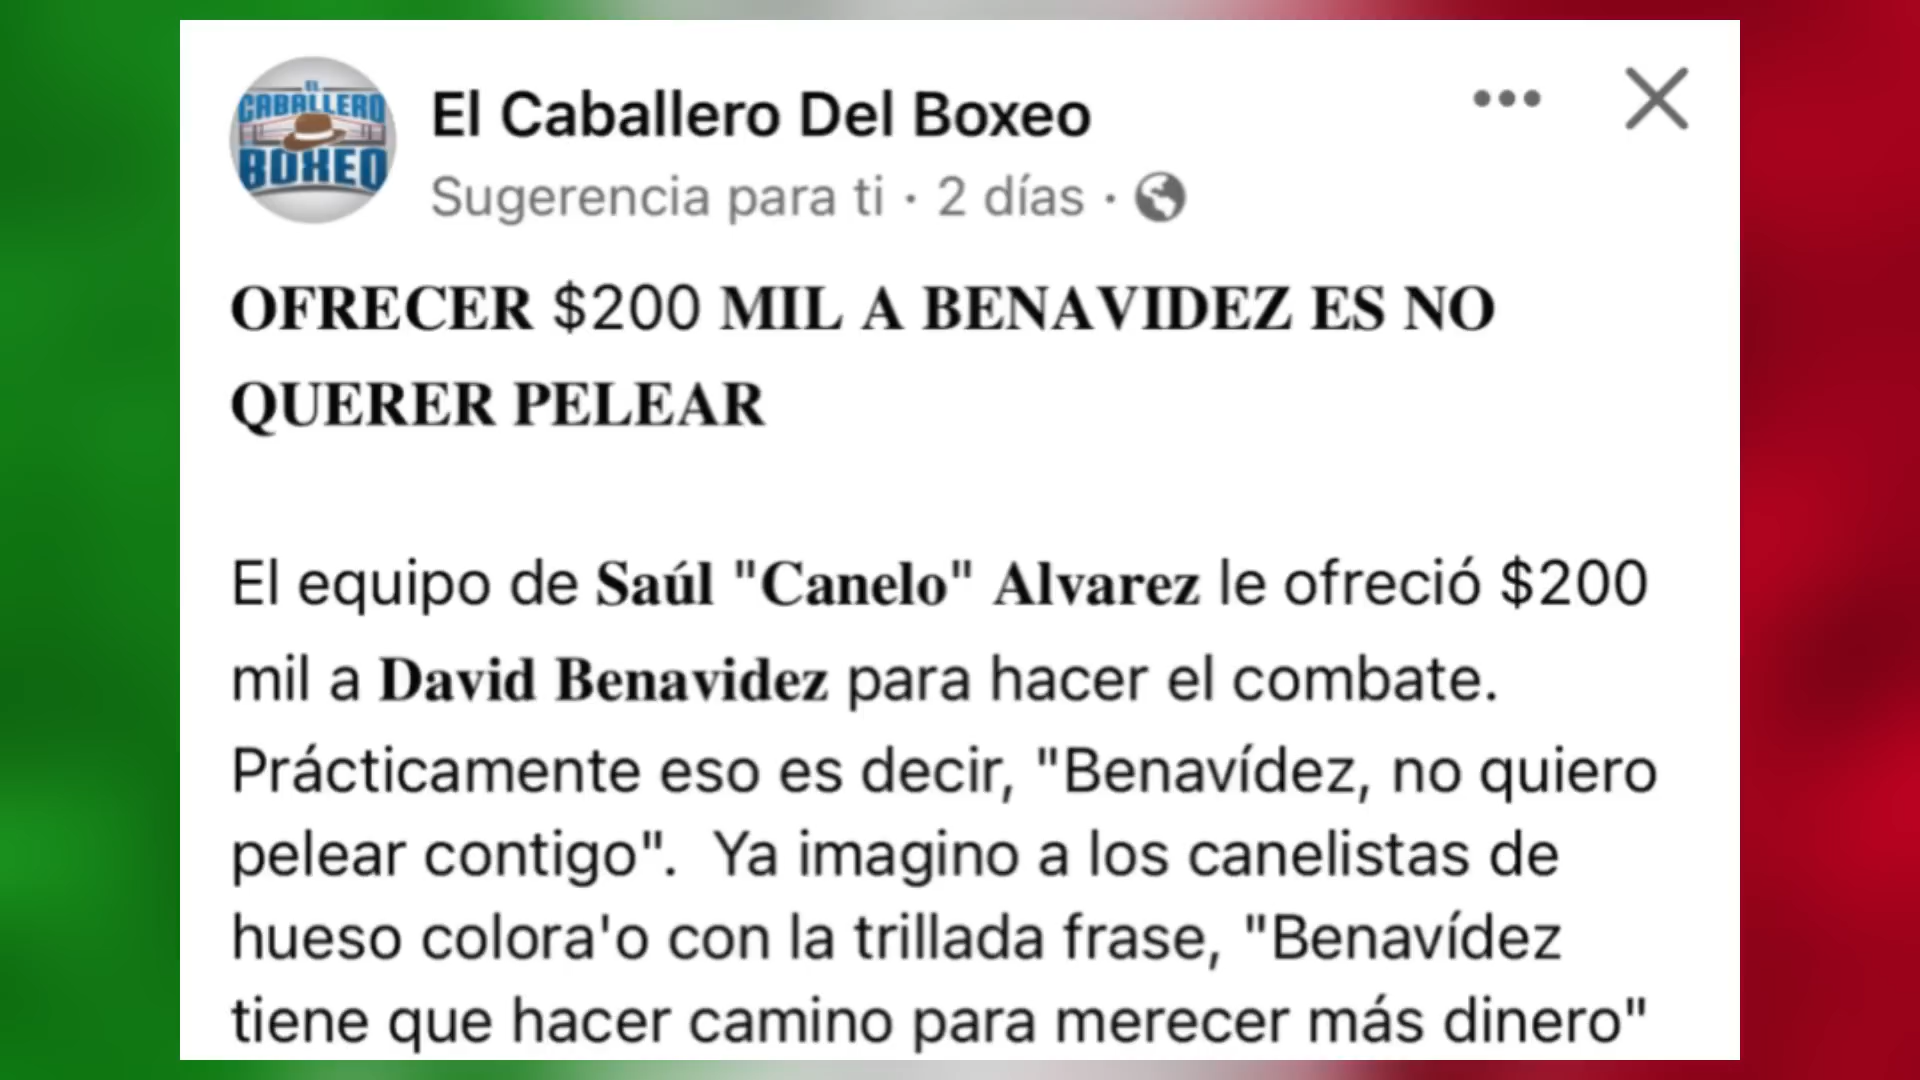 EL
CABALLERO
BOXEO
El Caballero Del Boxeo
Sugerencia para ti · 2 días ·
OFRECER $200 MIL A BENAVIDEZ ES NO
QUERER PELEAR
El equipo de Saúl "Canelo" Alvarez le ofreció $200
mil a David Benavidez para hacer el combate.
Prácticamente eso es decir, "Benavídez, no quiero
pelear contigo".  Ya imagino a los canelistas de
hueso colora'o con la trillada frase, "Benavídez
tiene que hacer camino para merecer más dinero"